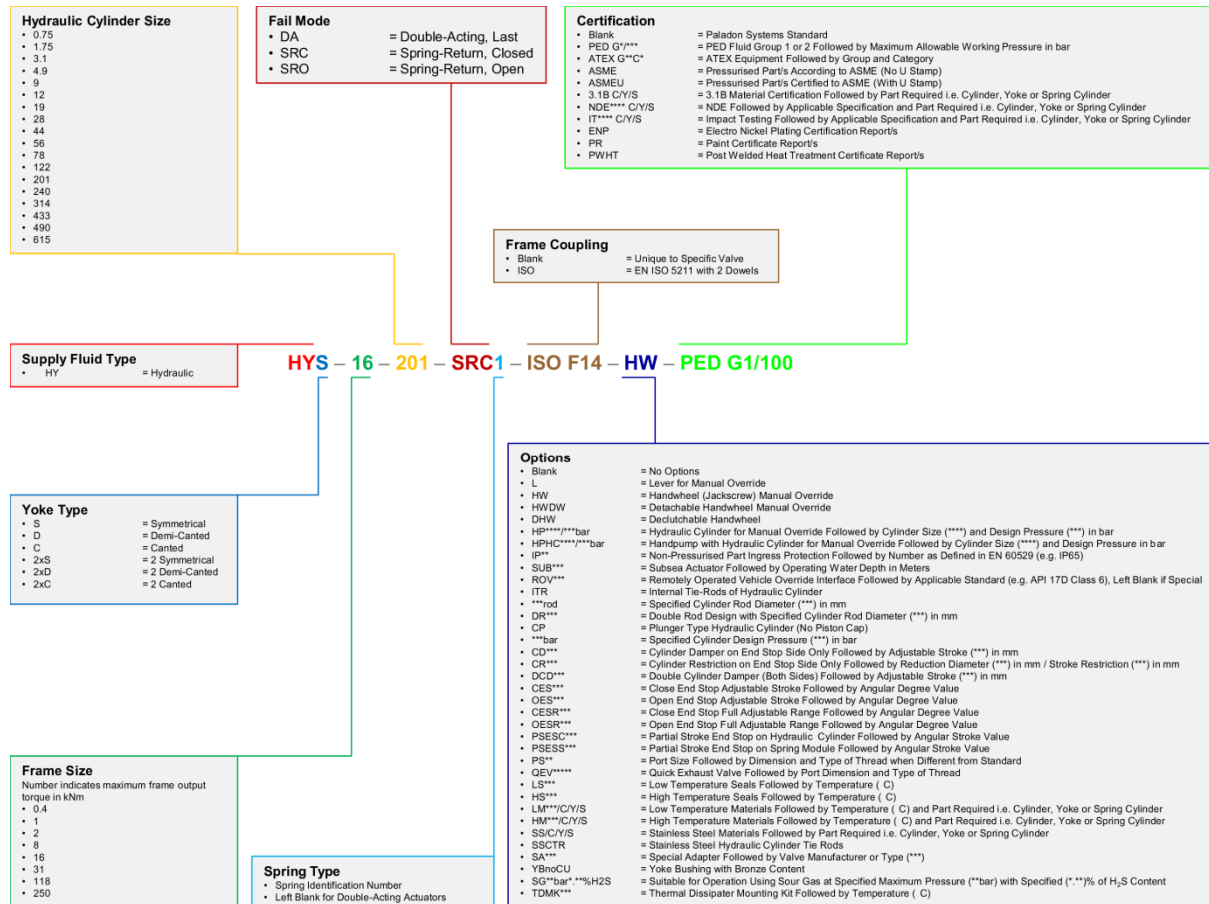 Hydraulic Cylinder Size
• 0.75
• 1.75
• 3.1
• 4.9
• 9
• 12
• 19
• 28
• 44
• 56
• 78
• 122
• 201
• 240
• 314
• 433
• 490
• 615
Fail Mode
• DA = Double-Acting, Last
• SRC = Spring-Return, Closed
• SRO = Spring-Return, Open
Certification
• Blank = Paladon Systems Standard
• PED G*/*** = PED Fluid Group 1 or 2 Followed by Maximum Allowable Working Pressure in bar
• ATEX G**C* = ATEX Equipment Followed by Group and Category
• ASME = Pressurised Part/s According to ASME (No U Stamp)
• ASMEU = Pressurised Part/s Certified to ASME (With U Stamp)
• 3.1B C/Y/S = 3.1B Material Certification Followed by Part Required i.e. Cylinder, Yoke or Spring Cylinder
• NDE**** C/Y/S = NDE Followed by Applicable Specification and Part Required i.e. Cylinder, Yoke or Spring Cylinder
• IT**** C/Y/S = Impact Testing Followed by Applicable Specification and Part Required i.e. Cylinder, Yoke or Spring Cylinder
• ENP = Electro Nickel Plating Certification Report/s
• PR = Paint Certificate Report/s
• PWHT = Post Welded Heat Treatment Certificate Report/s
Frame Coupling
• Blank = Unique to Specific Valve
• ISO = EN ISO 5211 with 2 Dowels
Supply Fluid Type
• HY = Hydraulic
HYS – 16 – 201 – SRC1 – ISO F14 – HW – PED G1/100
Yoke Type
• S = Symmetrical
• D = Demi-Canted
• C = Canted
• 2xS = 2 Symmetrical
• 2xD = 2 Demi-Canted
• 2xC = 2 Canted
Options
• Blank = No Options
• L = Lever for Manual Override
• HW = Handwheel (Jackscrew) Manual Override
• HWDW = Detachable Handwheel Manual Override
• DHW = Declutchable Handwheel
• HP****/***bar = Hydraulic Cylinder for Manual Override Followed by Cylinder Size (****) and Design Pressure (***) in bar
• HPHC****/***bar = Handpump with Hydraulic Cylinder for Manual Override Followed by Cylinder Size (****) and Design Pressure in bar
• IP** = Non-Pressurised Part Ingress Protection Followed by Number as Defined in EN 60529 (e.g. IP65)
• SUB*** = Subsea Actuator Followed by Operating Water Depth in Meters
• ROV*** = Remotely Operated Vehicle Override Interface Followed by Applicable Standard (e.g. API 17D Class 6), Left Blank if Special
• ITR = Internal Tie-Rods of Hydraulic Cylinder
• ***rod = Specified Cylinder Rod Diameter (***) in mm
• DR*** = Double Rod Design with Specified Cylinder Rod Diameter (***) in mm
• CP = Plunger Type Hydraulic Cylinder (No Piston Cap)
• ***bar = Specified Cylinder Design Pressure (***) in bar
• CD*** = Cylinder Damper on End Stop Side Only Followed by Adjustable Stroke (***) in mm
• CR*** = Cylinder Restriction on End Stop Side Only Followed by Reduction Diameter (***) in mm / Stroke Restriction (***) in mm
• DCD*** = Double Cylinder Damper (Both Sides) Followed by Adjustable Stroke (***) in mm
• CES*** = Close End Stop Adjustable Stroke Followed by Angular Degree Value
• OES*** = Open End Stop Adjustable Stroke Followed by Angular Degree Value
• CESR*** = Close End Stop Full Adjustable Range Followed by Angular Degree Value
• OESR*** = Open End Stop Full Adjustable Range Followed by Angular Degree Value
• PSESC*** = Partial Stroke End Stop on Hydraulic Cylinder Followed by Angular Stroke Value
• PSESS*** = Partial Stroke End Stop on Spring Module Followed by Angular Stroke Value
• PS** = Port Size Followed by Dimension and Type of Thread when Different from Standard
• QEV***** = Quick Exhaust Valve Followed by Port Dimension and Type of Thread
• LS*** = Low Temperature Seals Followed by Temperature ( C)
• HS*** = High Temperature Seals Followed by Temperature ( C)
• LM***/C/Y/S = Low Temperature Materials Followed by Temperature ( C) and Part Required i.e. Cylinder, Yoke or Spring Cylinder
• HM***/C/Y/S = High Temperature Materials Followed by Temperature ( C) and Part Required i.e. Cylinder, Yoke or Spring Cylinder
• SS/C/Y/S = Stainless Steel Materials Followed by Part Required i.e. Cylinder, Yoke or Spring Cylinder
• SSCTR = Stainless Steel Hydraulic Cylinder Tie Rods
• SA*** = Special Adapter Followed by Valve Manufacturer or Type (***)
• YBnoCU = Yoke Bushing with Bronze Content
• SG**bar*.**%H2S = Suitable for Operation Using Sour Gas at Specified Maximum Pressure (**bar) with Specified (*.**)% of H₂S Content
• TDMK*** = Thermal Dissipater Mounting Kit Followed by Temperature ( C)
Frame Size
Number indicates maximum frame output
torque in kNm
• 0.4
• 1
• 2
• 8
• 16
• 31
• 118
• 250
Spring Type
• Spring Identification Number
• Left Blank for Double-Acting Actuators